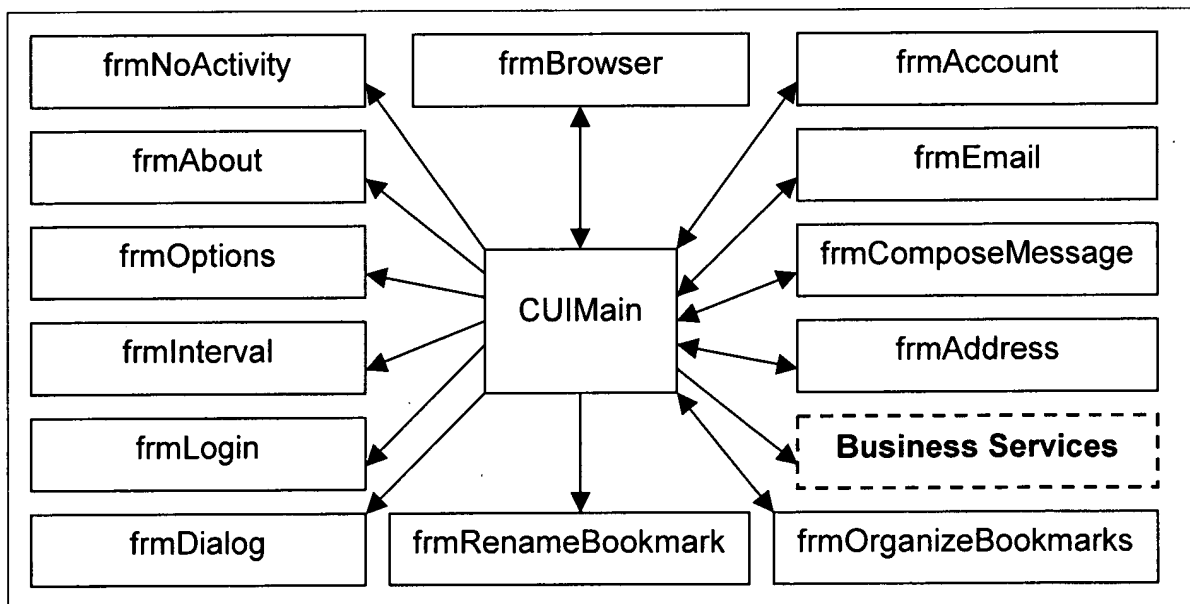 frmNoActivity
frmBrowser
frmAccount
frmAbout
frmEmail
frmOptions
frmComposeMessage
CUIMain
frmInterval
frmAddress
frmLogin
Business Services
frmDialog
frmRenameBookmark
frmOrganizeBookmarks